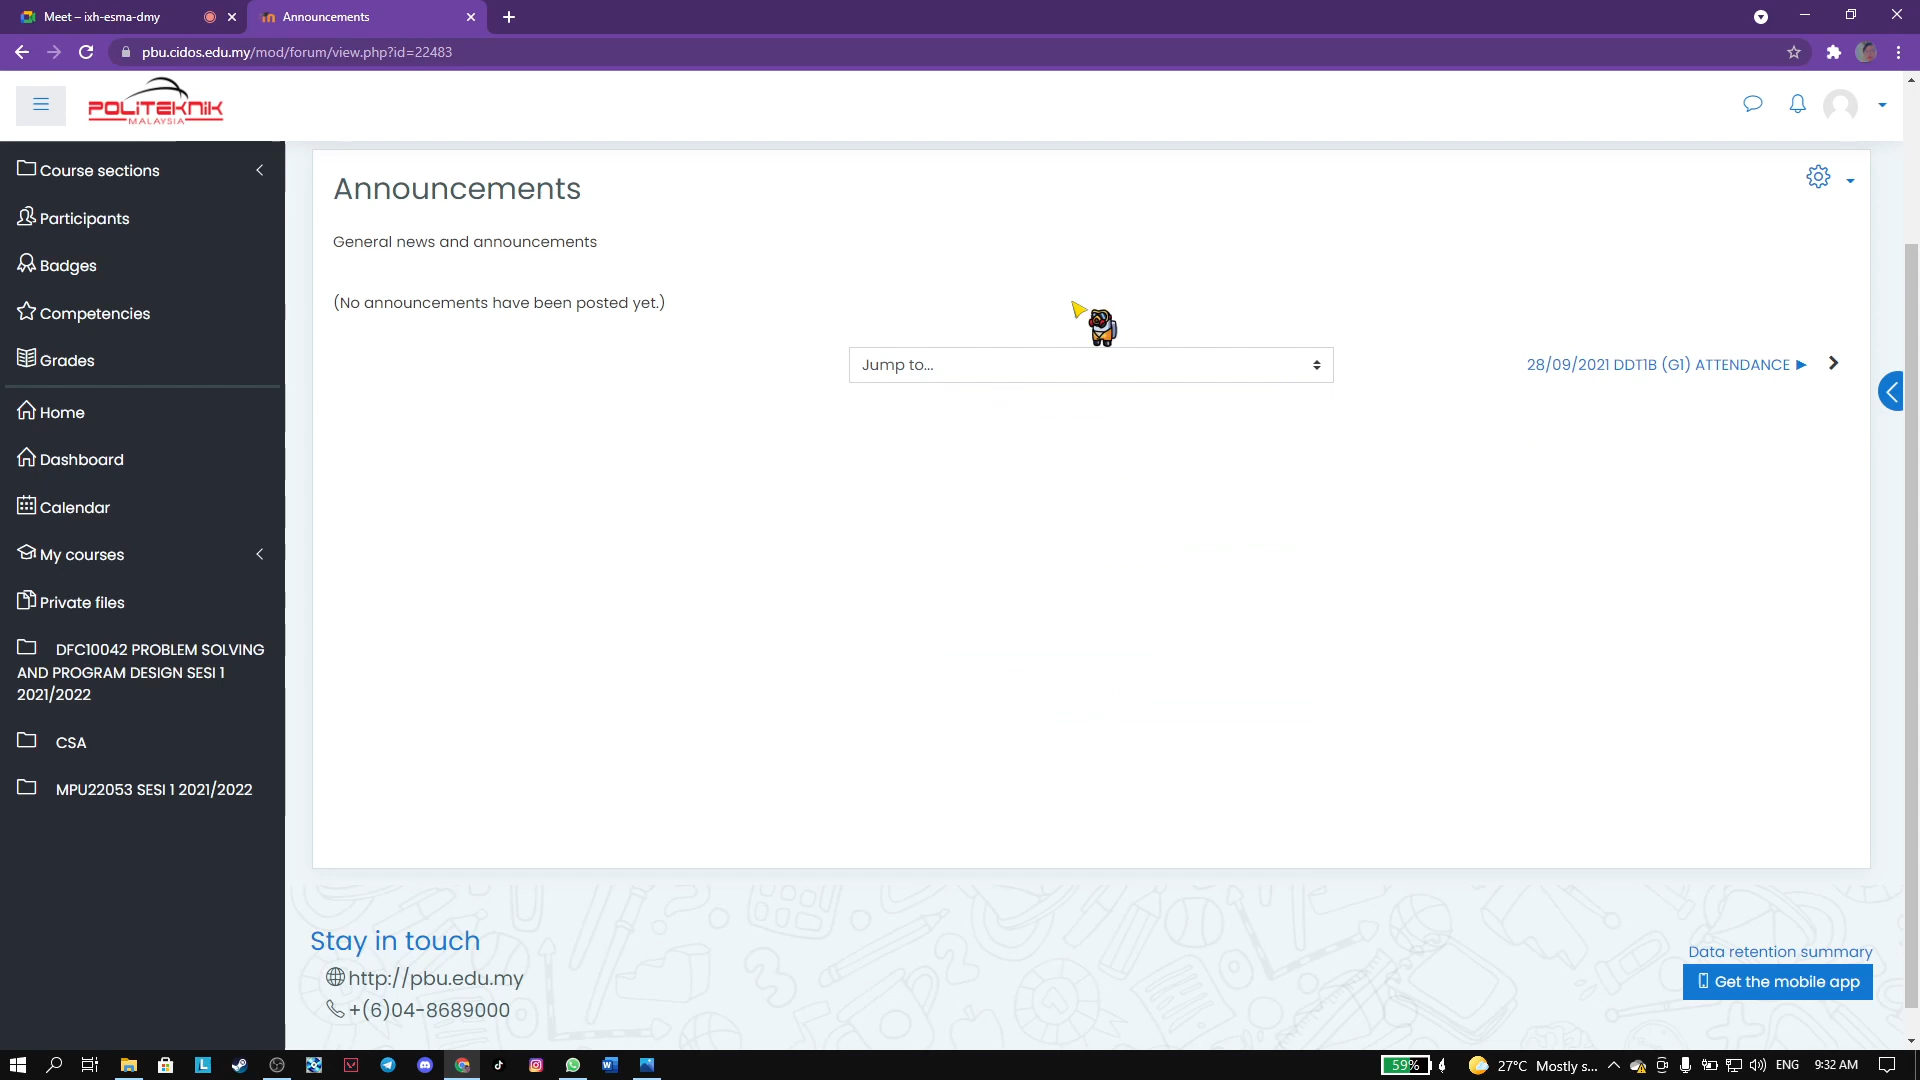 Meet – ixh-esma-dmy
Announcements
pbu.cidos.edu.my/mod/forum/view.php?id=22483
POLITEKNIK
MALAYSIA
Course sections
Participants
Badges
Competencies
Grades
Home
Dashboard
Calendar
My courses
Private files
DFC10042 PROBLEM SOLVING
AND PROGRAM DESIGN SESI 1
2021/2022
CSA
MPU22053 SESI 1 2021/2022
Announcements
General news and announcements
(No announcements have been posted yet.)
Jump to...
28/09/2021 DDT1B (G1) ATTENDANCE ►
Stay in touch
http://pbu.edu.my
+(6)04-8689000
Data retention summary
Get the mobile app
59%
27°C Mostly s...
ENG
9:32 AM